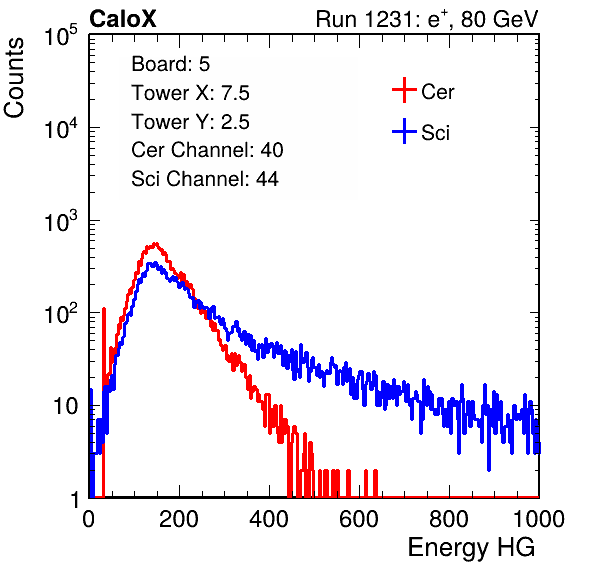 CaloX Run 1231: e⁺, 80 GeV
Counts
Board: 5
Tower X: 7.5
Tower Y: 2.5
Cer Channel: 40
Sci Channel: 44
Cer
Sci
10⁵
10⁴
10³
10²
10
1
0 200 400 600 800 1000
Energy HG